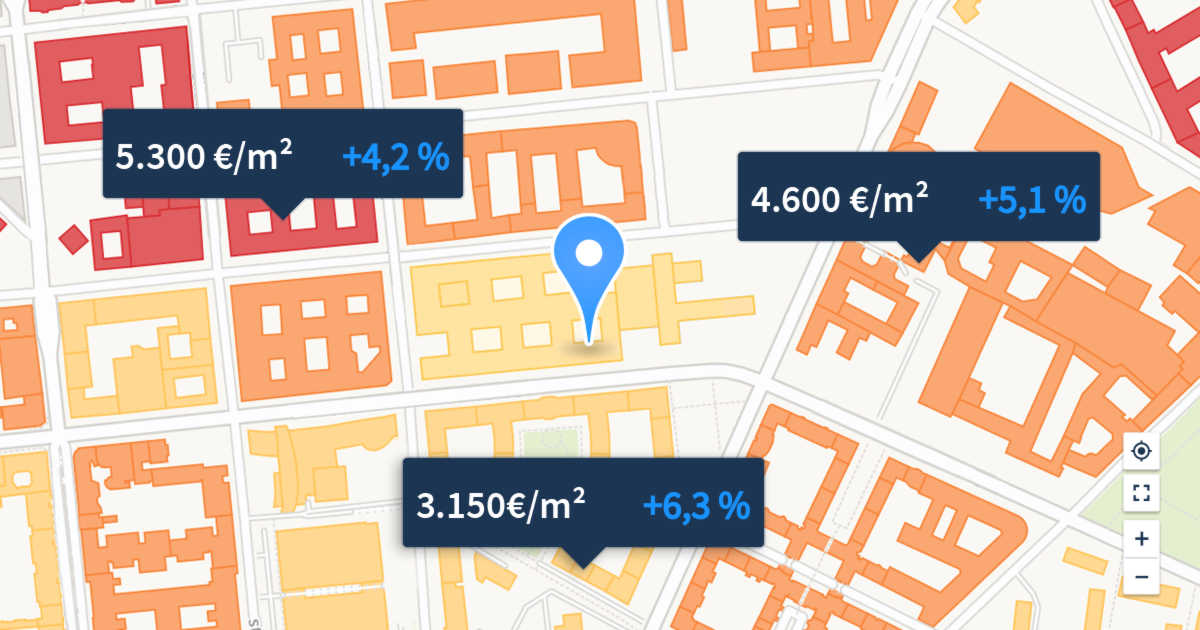 5.300 €/m² +4,2 %
4.600 €/m² +5,1 %
3.150€/m² +6,3 %
+
−